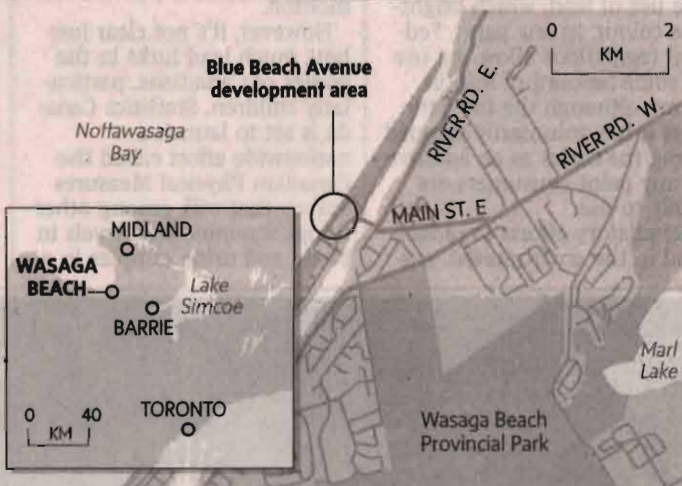 0 2
KM
Blue Beach Avenue
development area
Nottawasaga
Bay
RIVER RD. E.
RIVER RD. W
MAIN ST. E
MIDLAND
WASAGA
BEACH
Lake
Simcoe
BARRIE
0 40
KM
TORONTO
Marl
Lake
Wasaga Beach
Provincial Park